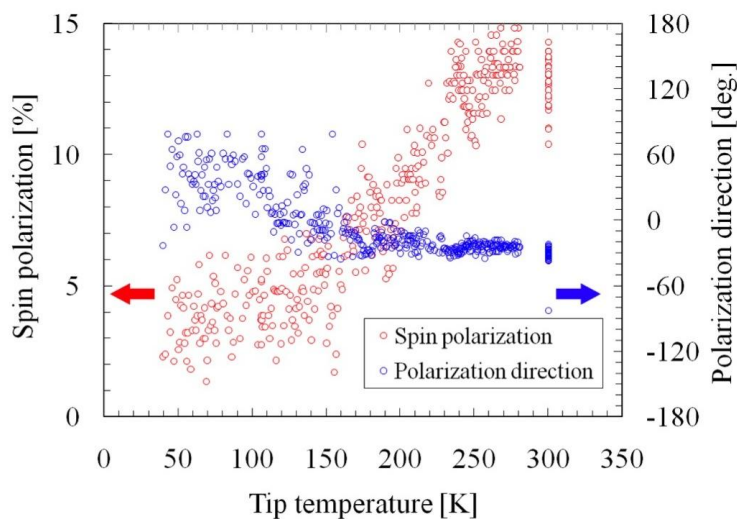 15
10
5
0
Spin polarization [%]
180
120
60
0
-60
-120
-180
Polarization direction [deg.]
Spin polarization
Polarization direction
0 50 100 150 200 250 300 350
Tip temperature [K]